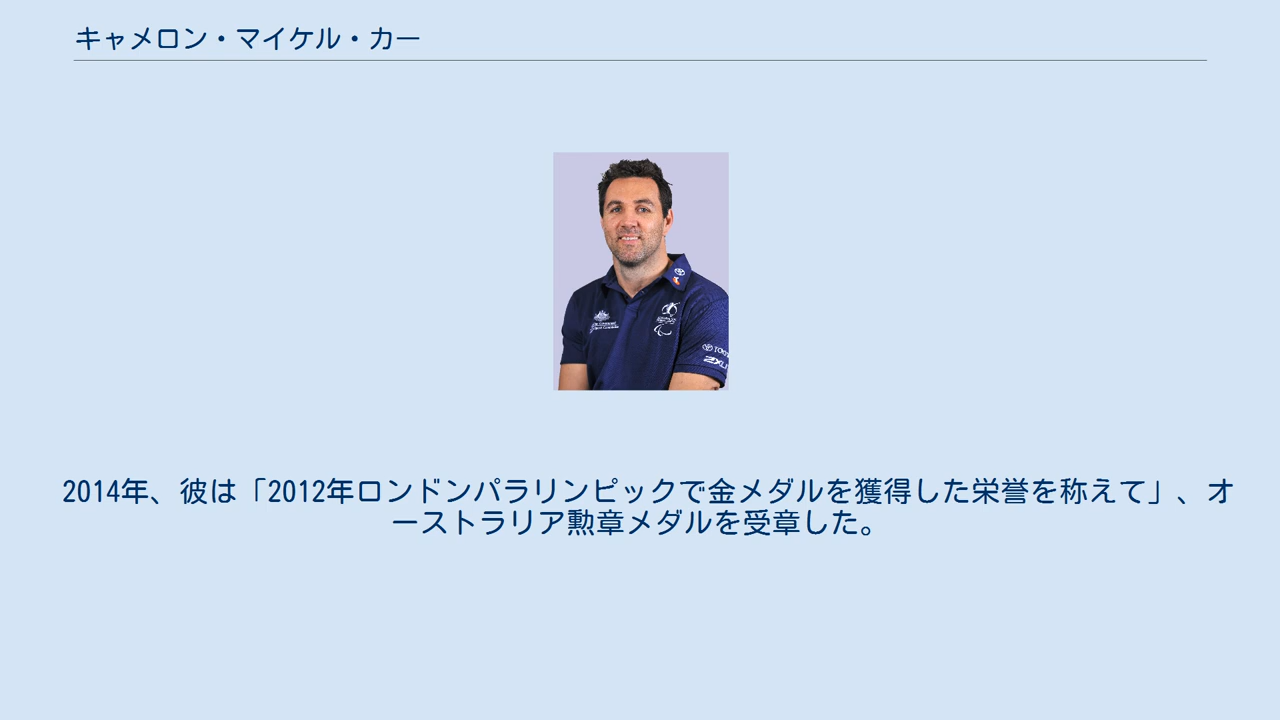 キャメロン・マイケル・カー
2014年、彼は「2012年ロンドンパラリンピックで金メダルを獲得した栄誉を称えて」、オ
ーストラリア勲章メダルを受章した。